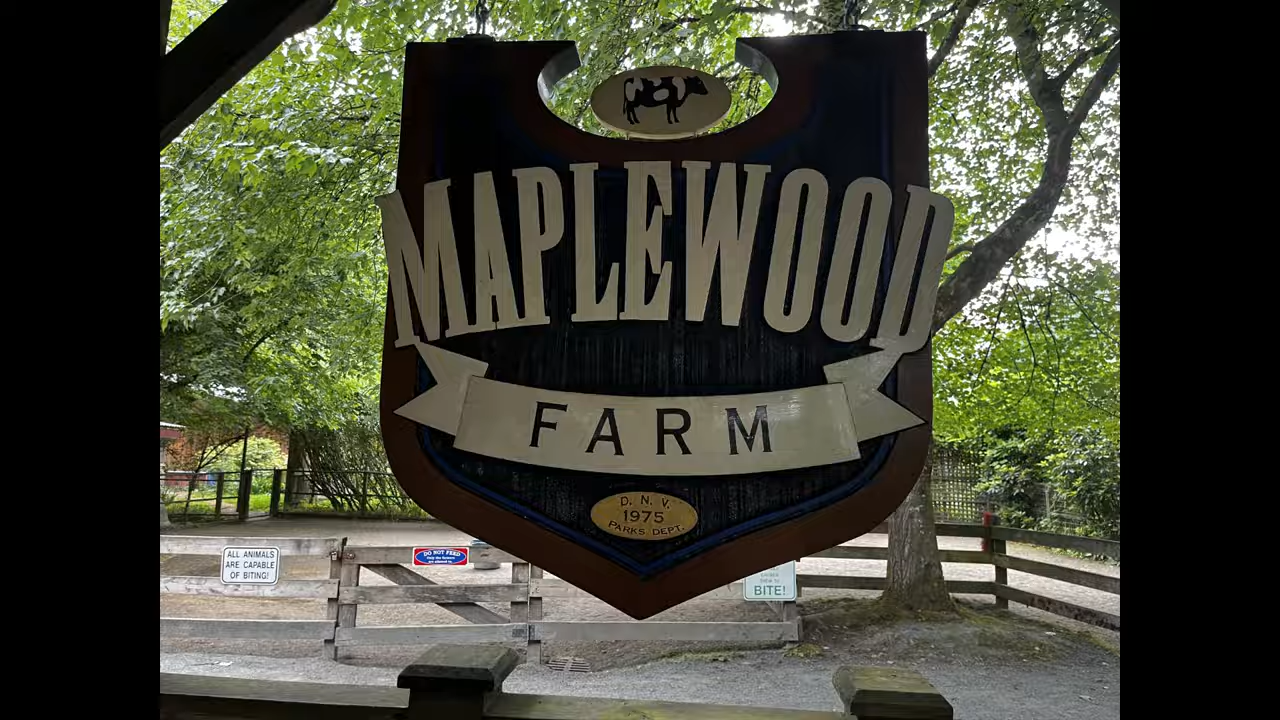 MAPLEWOOD
FARM
D. N. V.
1975
PARKS DEPT.
ALL ANIMALS
ARE CAPABLE
OF BITING!
DO NOT FEED
BITE!